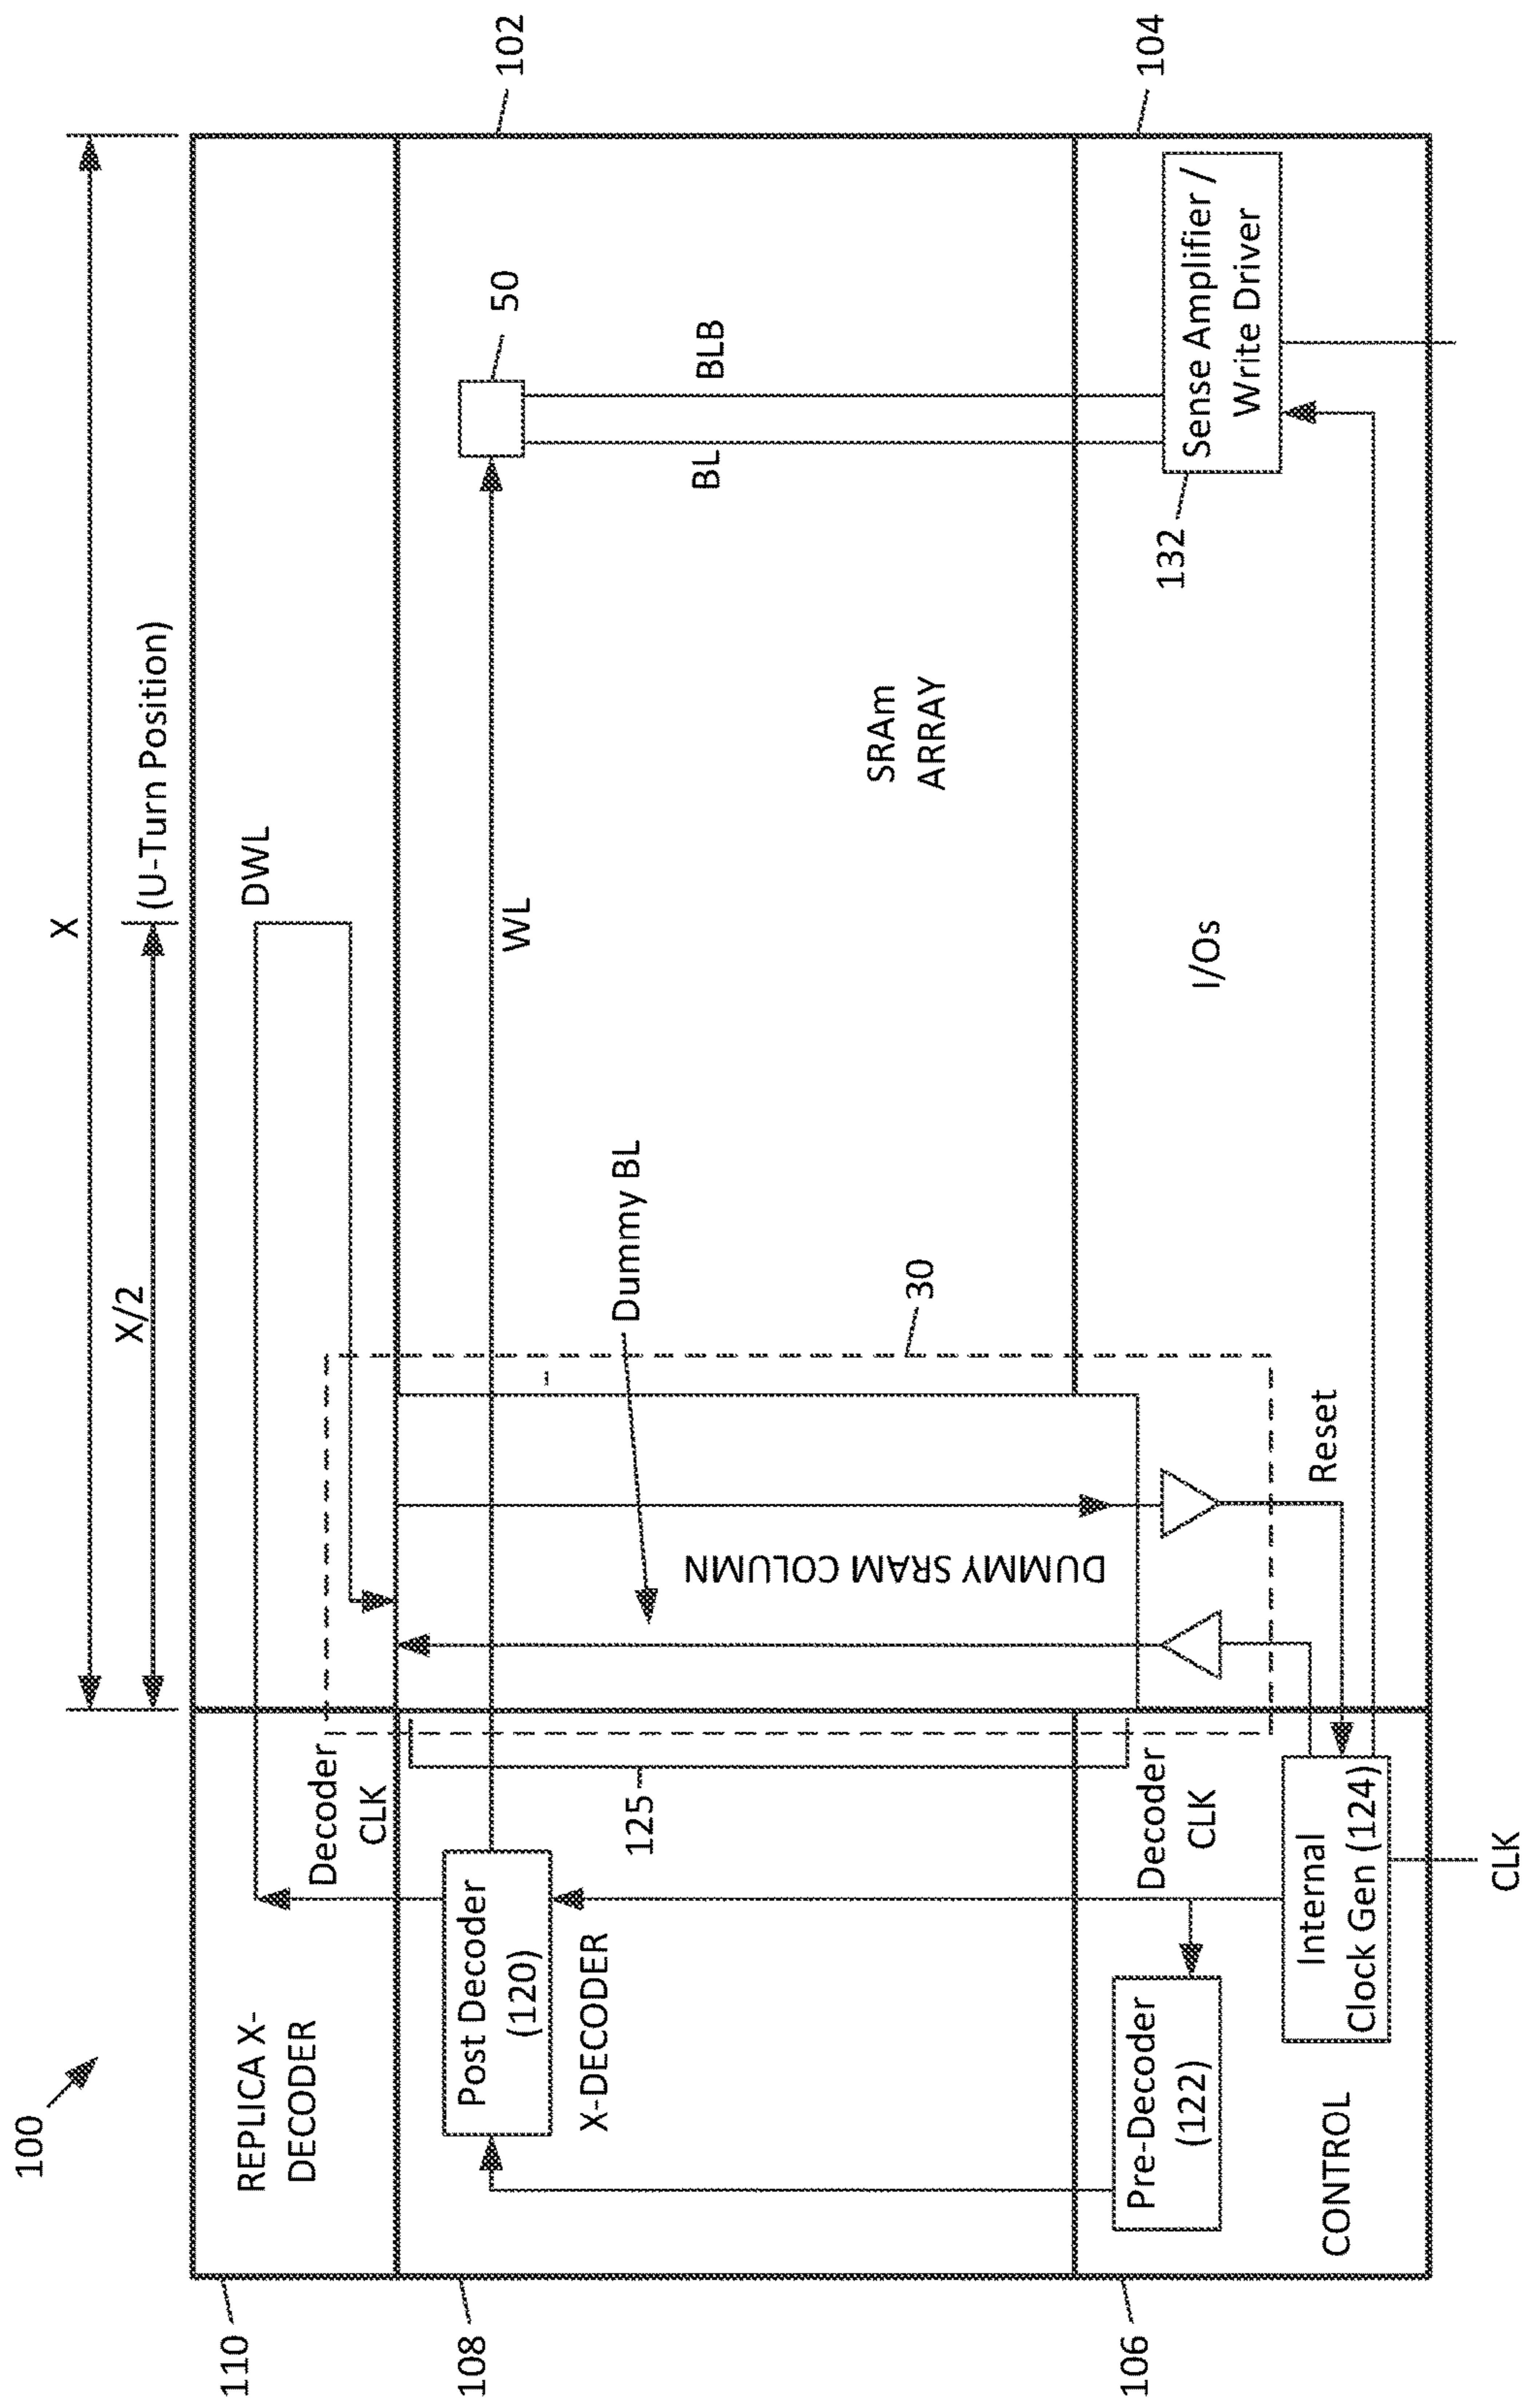 100
X
X/2
(U-Turn Position)
110
REPLICA X-
DECODER
Decoder
CLK
DWL
102
108
Post Decoder
(120)
X-DECODER
125
WL
50
Dummy BL
BL
BLB
DUMMY SRAM COLUMN
SRAm
ARRAY
30
106
Pre-Decoder
(122)
Decoder
CLK
CONTROL
Internal
Clock Gen (124)
Reset
I/Os
132
Sense Amplifier /
Write Driver
104
CLK